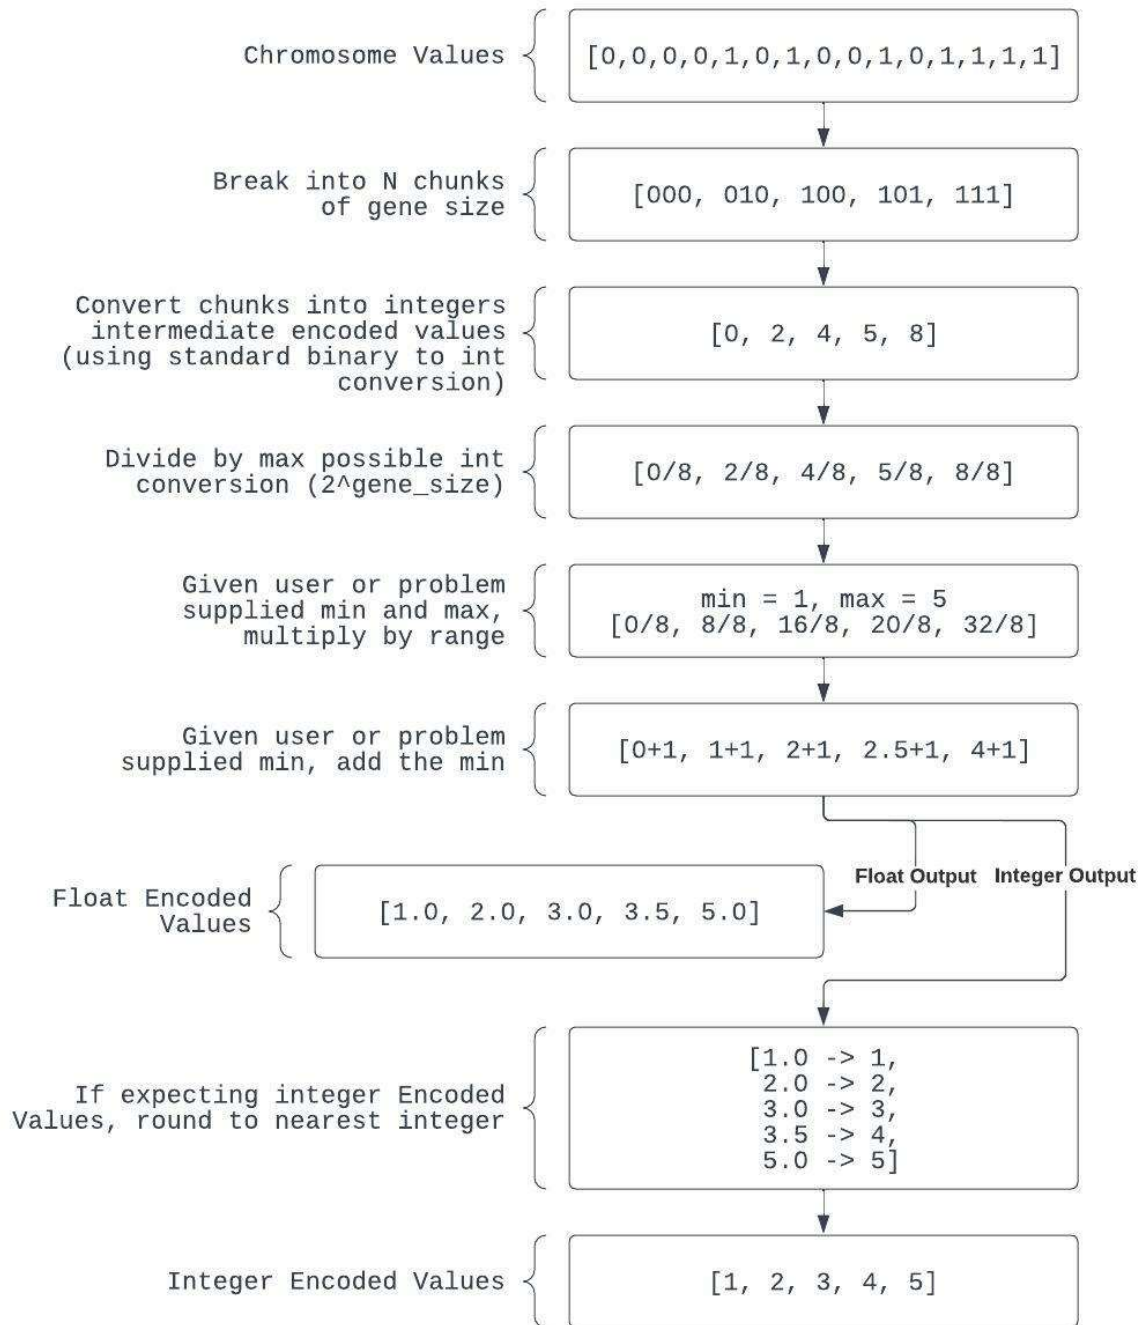 Chromosome Values
[0,0,0,0,1,0,1,0,0,1,0,1,1,1,1]
Break into N chunks
of gene size
[000, 010, 100, 101, 111]
Convert chunks into integers
intermediate encoded values
(using standard binary to int
conversion)
[0, 2, 4, 5, 8]
Divide by max possible int
conversion (2^gene_size)
[0/8, 2/8, 4/8, 5/8, 8/8]
Given user or problem
supplied min and max,
multiply by range
min = 1, max = 5
[0/8, 8/8, 16/8, 20/8, 32/8]
Given user or problem
supplied min, add the min
[0+1, 1+1, 2+1, 2.5+1, 4+1]
Float Output
Integer Output
Float Encoded
Values
[1.0, 2.0, 3.0, 3.5, 5.0]
If expecting integer Encoded
Values, round to nearest integer
[1.0 -> 1,
2.0 -> 2,
3.0 -> 3,
3.5 -> 4,
5.0 -> 5]
Integer Encoded Values
[1, 2, 3, 4, 5]